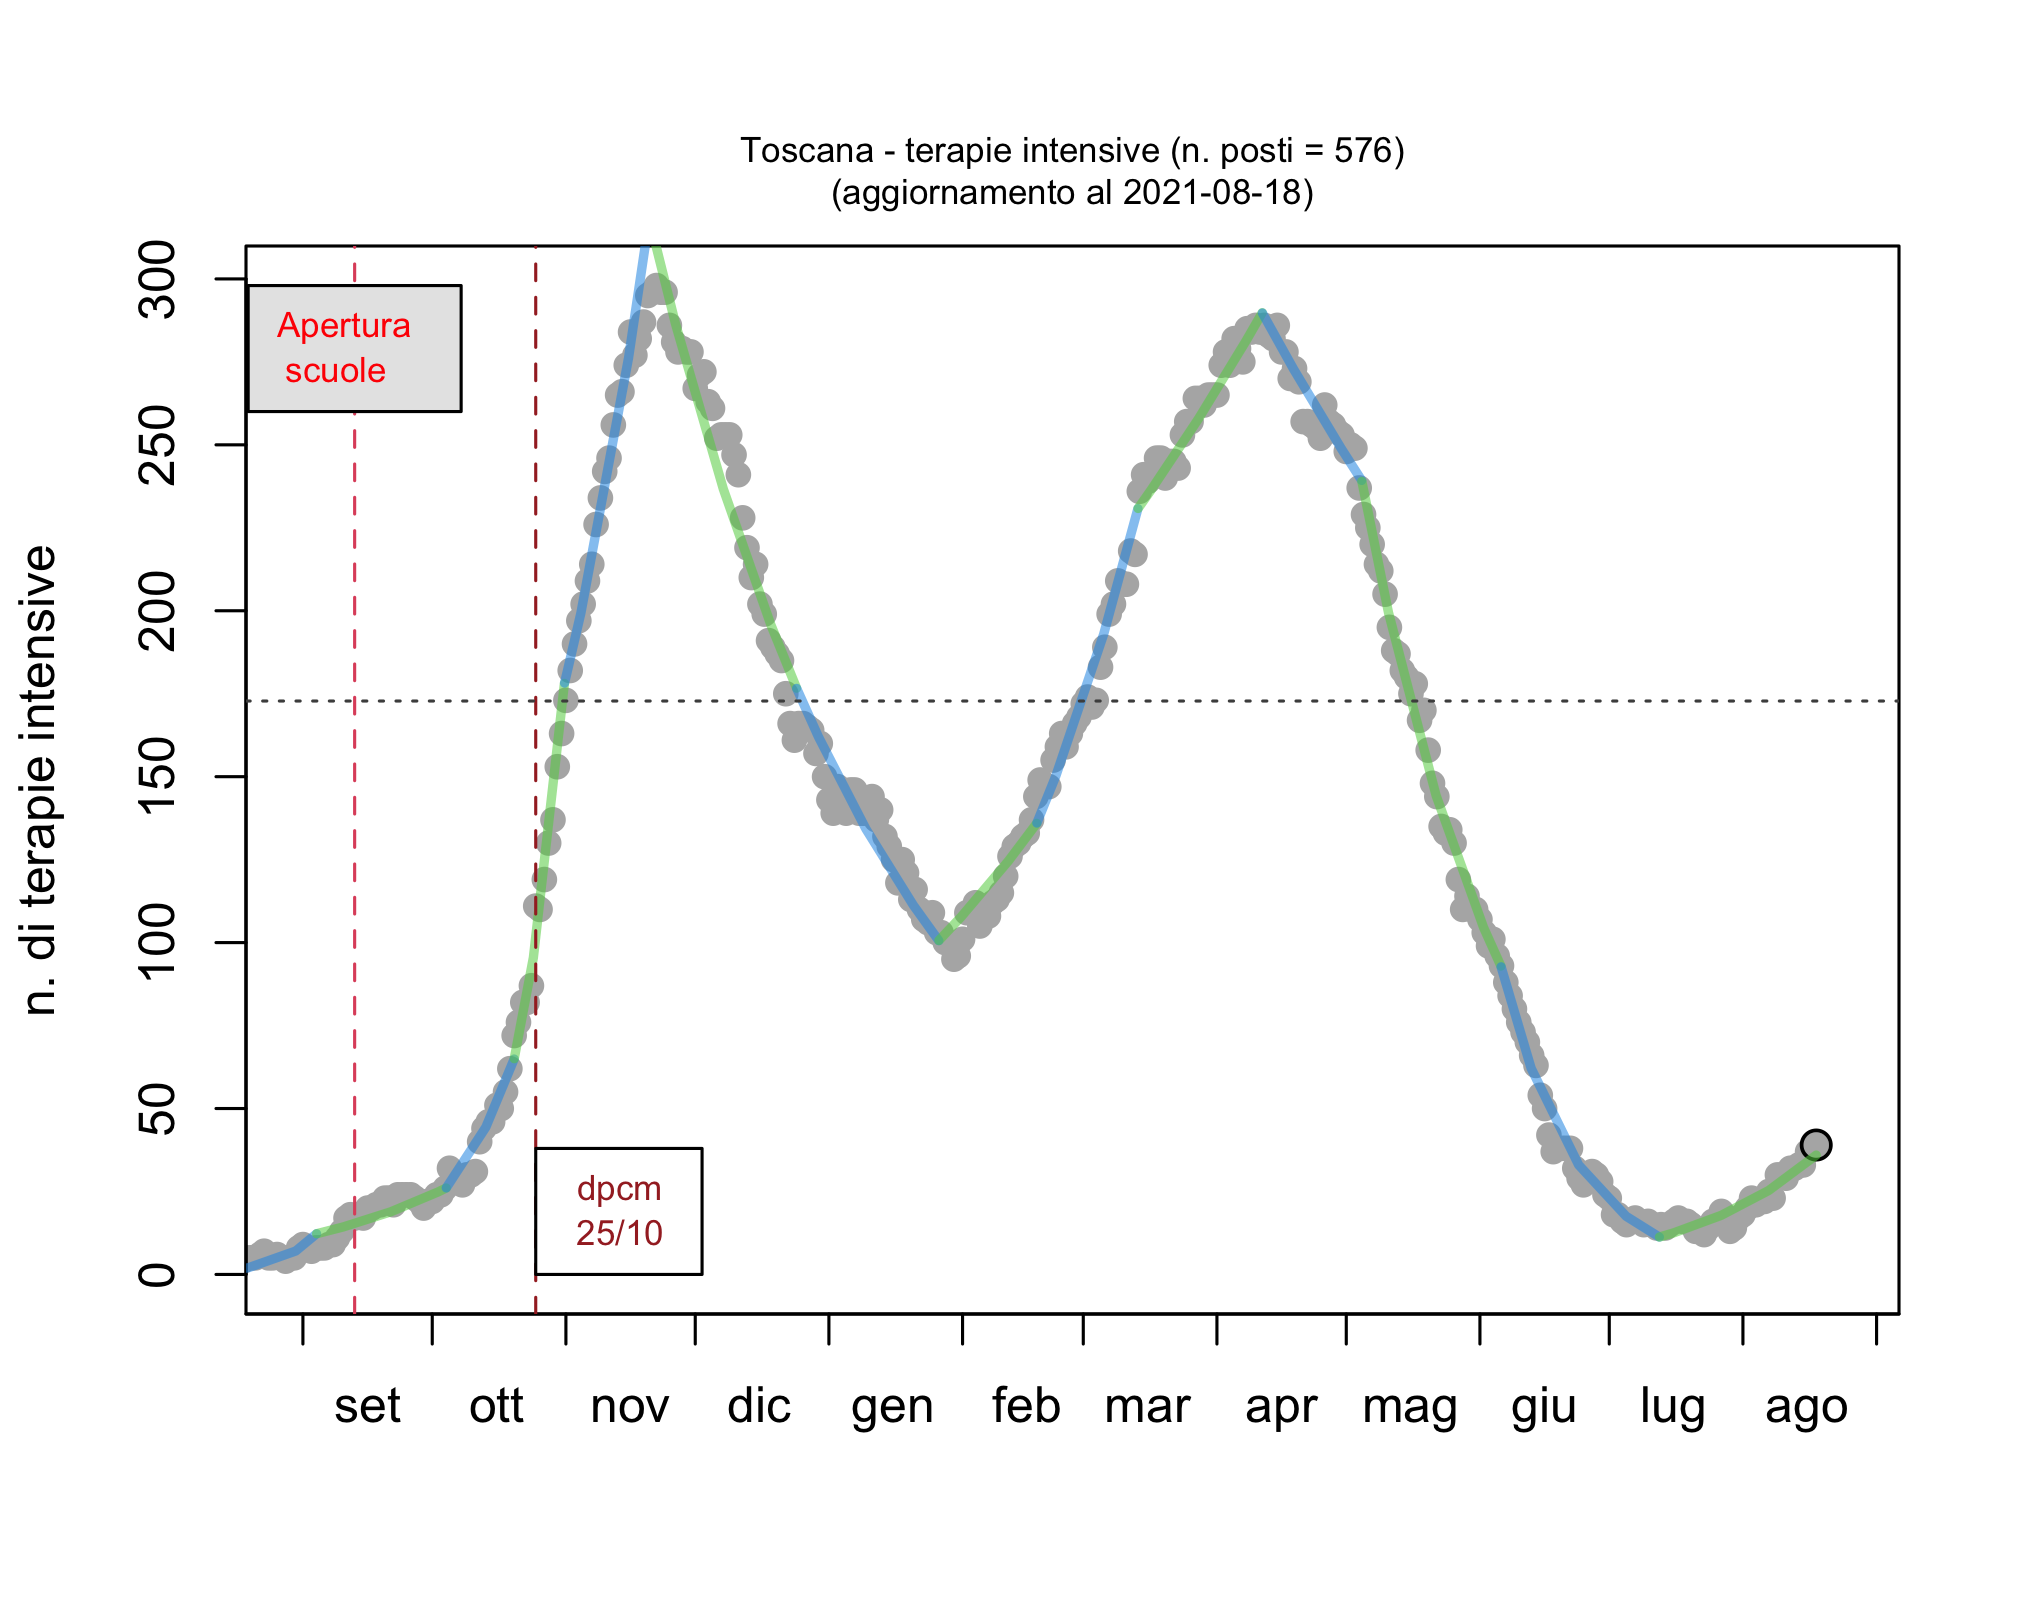 Toscana - terapie intensive (n. posti = 576)
(aggiornamento al 2021-08-18)
n. di terapie intensive
300
250
200
150
100
50
0
Apertura
scuole
dpcm
25/10
set ott nov dic gen feb mar apr mag giu lug ago